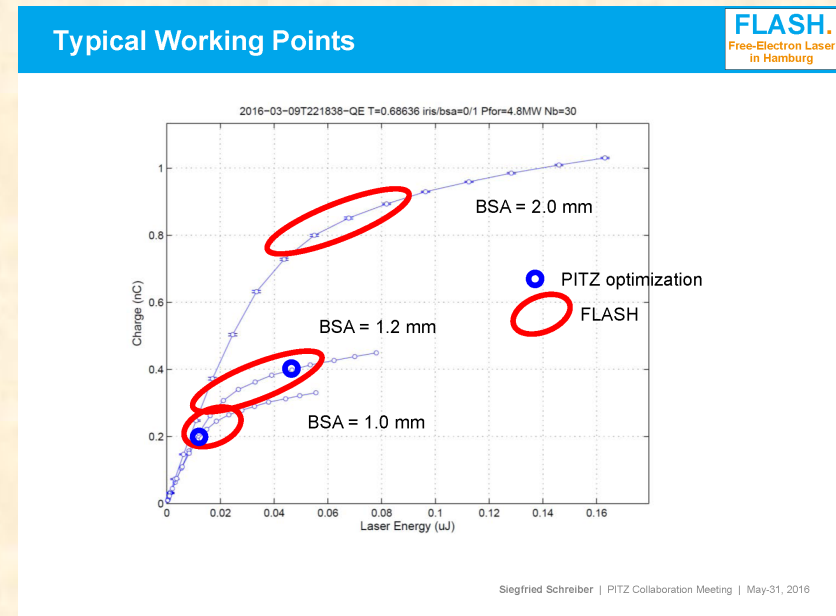 Typical Working Points
FLASH.
Free-Electron Laser
in Hamburg
2016-03-09T221838-QE T=0.68636 iris/bsa=0/1 Pfor=4.8MW Nb=30
1
0.8
0.6
0.4
0.2
0
Charge (nC)
BSA = 2.0 mm
PITZ optimization
FLASH
BSA = 1.2 mm
BSA = 1.0 mm
0
0.02
0.04
0.06
0.08
0.1
0.12
0.14
0.16
Laser Energy (uJ)
Siegfried Schreiber | PITZ Collaboration Meeting | May-31, 2016